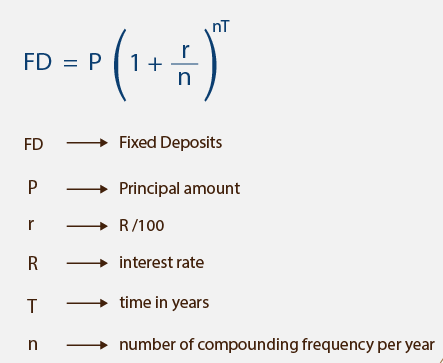 FD = P ( 1 + r/n )^nT
FD → Fixed Deposits
P → Principal amount
r → R /100
R → interest rate
T → time in years
n → number of compounding frequency per year